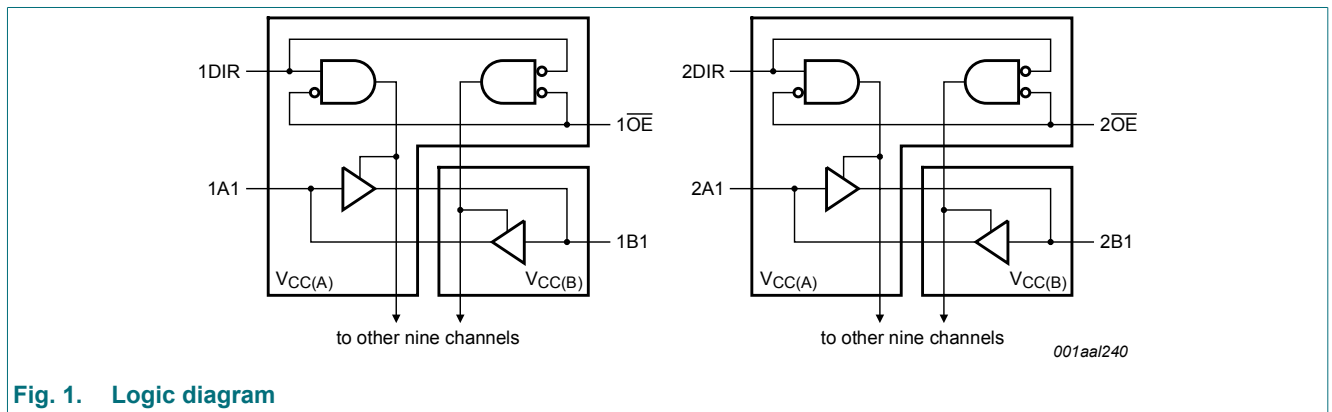 1DIR
1OE
1A1
1B1
VCC(A)
VCC(B)
to other nine channels
2DIR
2OE
2A1
2B1
VCC(A)
VCC(B)
to other nine channels
001aal240
Fig. 1. Logic diagram